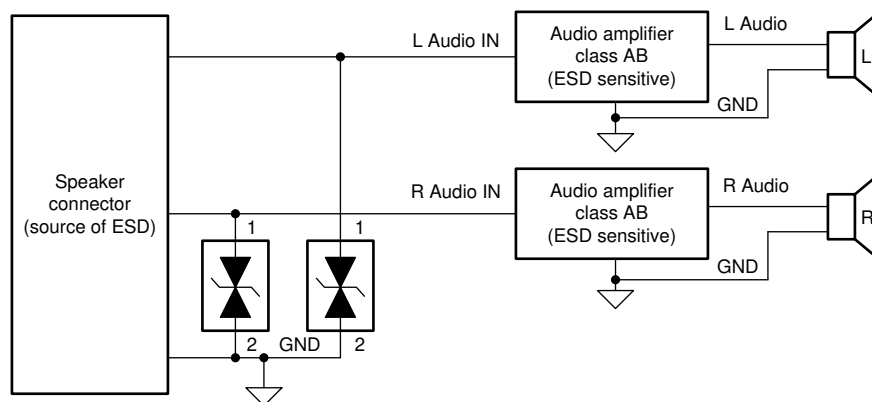 Speaker
connector
(source of ESD)
L Audio IN
Audio amplifier
class AB
(ESD sensitive)
L Audio
GND
L
R Audio IN
Audio amplifier
class AB
(ESD sensitive)
R Audio
GND
R
1
1
2
GND
2